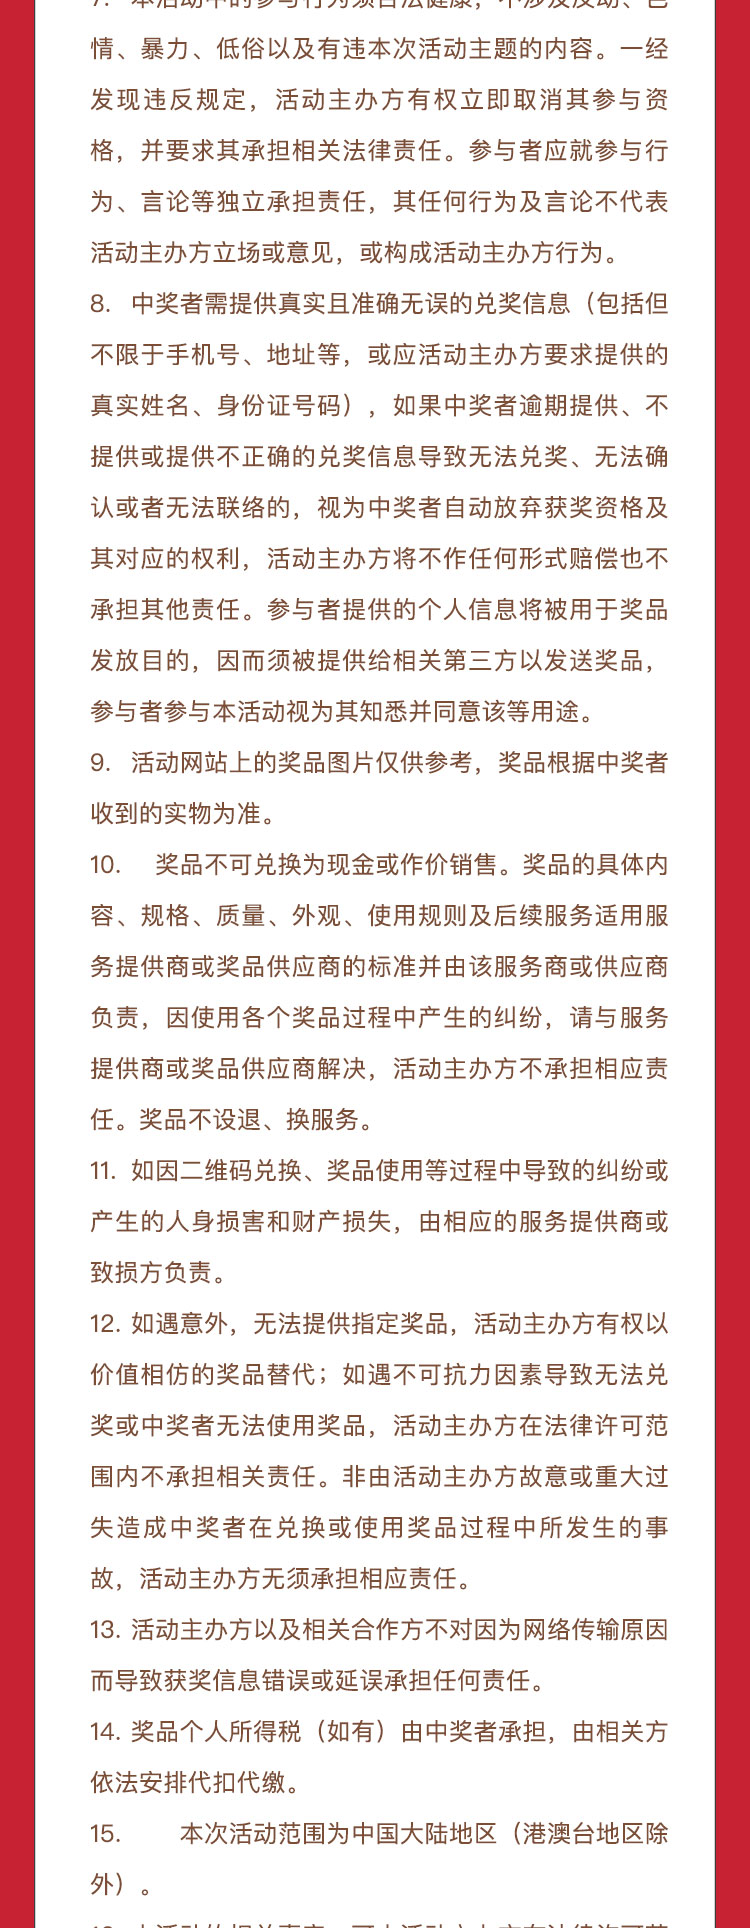 7. 本活动中的参与行为须合法健康，不涉及反动、色
情、暴力、低俗以及有违本次活动主题的内容。一经
发现违反规定，活动主办方有权立即取消其参与资
格，并要求其承担相关法律责任。参与者应就参与行
为、言论等独立承担责任，其任何行为及言论不代表
活动主办方立场或意见，或构成活动主办方行为。
8. 中奖者需提供真实且准确无误的兑奖信息（包括但
不限于手机号、地址等，或应活动主办方要求提供的
真实姓名、身份证号码），如果中奖者逾期提供、不
提供或提供不正确的兑奖信息导致无法兑奖、无法确
认或者无法联络的，视为中奖者自动放弃获奖资格及
其对应的权利，活动主办方将不作任何形式赔偿也不
承担其他责任。参与者提供的个人信息将被用于奖品
发放目的，因而须被提供给相关第三方以发送奖品，
参与者参与本活动视为其知悉并同意该等用途。
9. 活动网站上的奖品图片仅供参考，奖品根据中奖者
收到的实物为准。
10. 奖品不可兑换为现金或作价销售。奖品的具体内
容、规格、质量、外观、使用规则及后续服务适用服
务提供商或奖品供应商的标准并由该服务商或供应商
负责，因使用各个奖品过程中产生的纠纷，请与服务
提供商或奖品供应商解决，活动主办方不承担相应责
任。奖品不设退、换服务。
11. 如因二维码兑换、奖品使用等过程中导致的纠纷或
产生的人身损害和财产损失，由相应的服务提供商或
致损方负责。
12. 如遇意外，无法提供指定奖品，活动主办方有权以
价值相仿的奖品替代；如遇不可抗力因素导致无法兑
奖或中奖者无法使用奖品，活动主办方在法律许可范
围内不承担相关责任。非由活动主办方故意或重大过
失造成中奖者在兑换或使用奖品过程中所发生的事
故，活动主办方无须承担相应责任。
13. 活动主办方以及相关合作方不对因为网络传输原因
而导致获奖信息错误或延误承担任何责任。
14. 奖品个人所得税（如有）由中奖者承担，由相关方
依法安排代扣代缴。
15. 本次活动范围为中国大陆地区（港澳台地区除
外）。